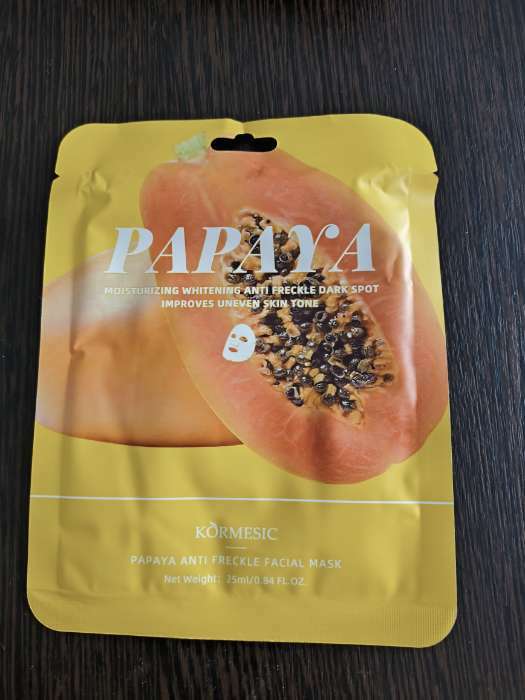 PAPAYA
MOISTURIZING WHITENING ANTI FRECKLE DARK SPOT
IMPROVES UNEVEN SKIN TONE
KORMESIC
PAPAYA ANTI FRECKLE FACIAL MASK
Net Weight: 25ml/0.84 FL.OZ.